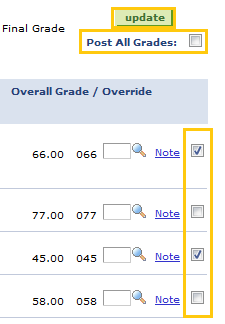 update
Final Grade
Post All Grades:
Overall Grade / Override
66.00 066 Note
77.00 077 Note
45.00 045 Note
58.00 058 Note